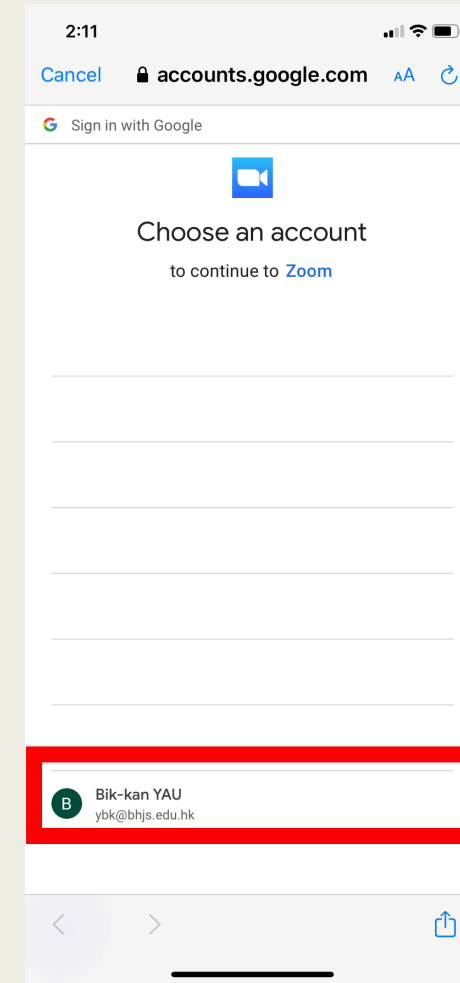 2:11
Cancel accounts.google.com AA
G Sign in with Google
Choose an account
to continue to Zoom
B Bik-kan YAU
ybk@bhjs.edu.hk